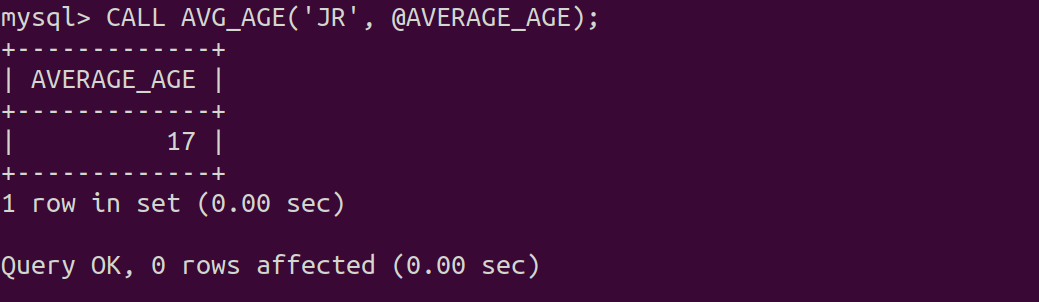 mysql> CALL AVG_AGE('JR', @AVERAGE_AGE);
+-------------+
| AVERAGE_AGE |
+-------------+
|          17 |
+-------------+
1 row in set (0.00 sec)

Query OK, 0 rows affected (0.00 sec)